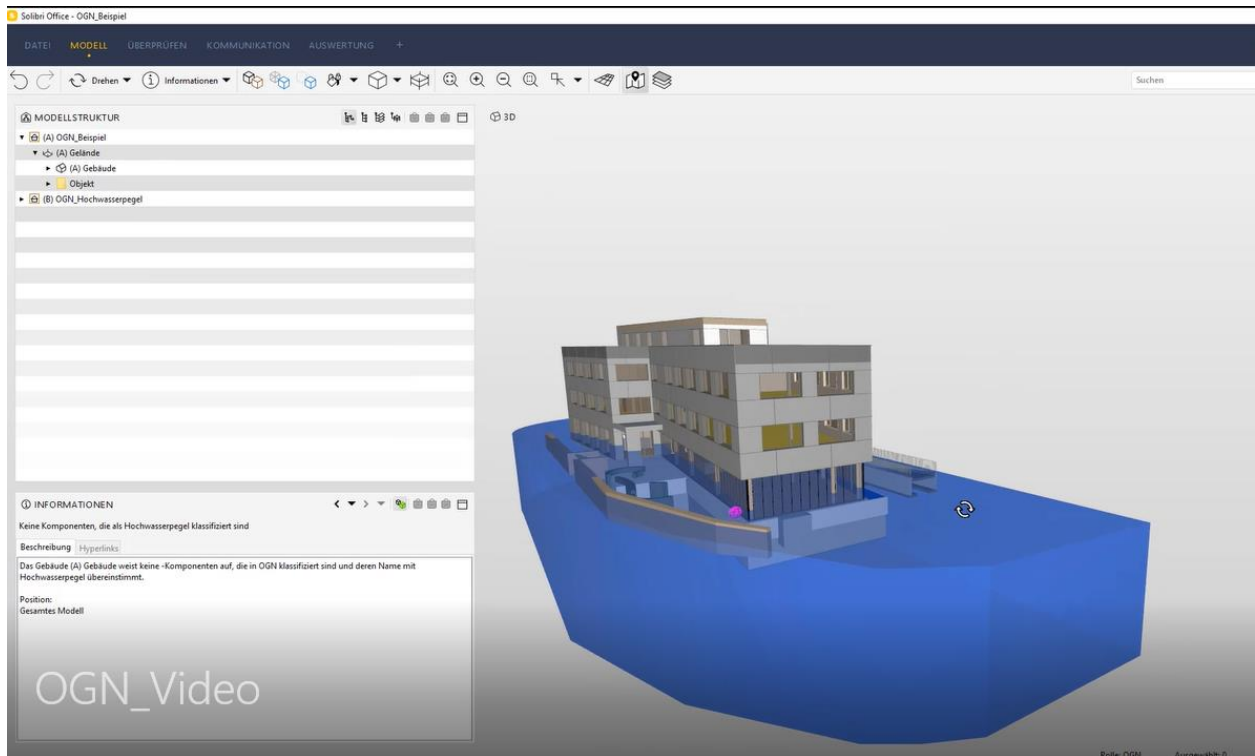 Solibri Office - OGN_Beispiel
DATEI MODELL ÜBERPRÜFEN KOMMUNIKATION AUSWERTUNG +
Drehen Informationen Suchen
MODELLSTRUKTUR
3D
(A) OGN_Beispiel
(A) Gelände
(A) Gebäude
Objekt
(B) OGN_Hochwasserpegel
INFORMATIONEN
Keine Komponenten, die als Hochwasserpegel klassifiziert sind
Beschreibung Hyperlinks
Das Gebäude (A) Gebäude weist keine -Komponenten auf, die in OGN klassifiziert sind und deren Name mit
Hochwasserpegel übereinstimmt.
Position:
Gesamtes Modell
OGN_Video
Rolle: OGN Ausgewählt: 0